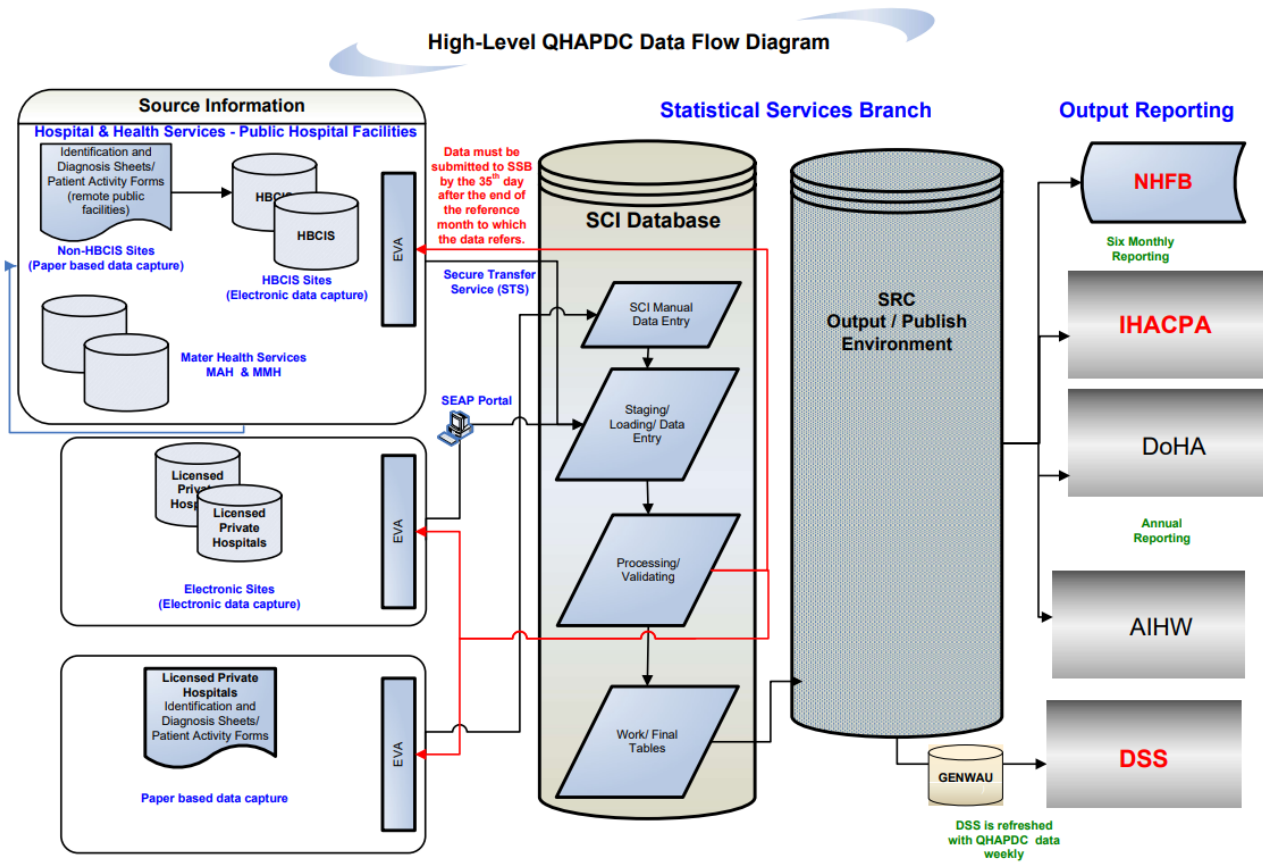 High-Level QHAPDC Data Flow Diagram
Source Information
Hospital & Health Services - Public Hospital Facilities
Identification and
Diagnosis Sheets/
Patient Activity Forms
(remote public
facilities)
Non-HBCIS Sites
(Paper based data capture)
HBCIS
HBCIS
HBCIS Sites
(Electronic data capture)
EVA
Mater Health Services
MAH & MMH
Data must be
submitted to SSB
by the 35th day
after the end of
the reference
month to which
the data refers.
Secure Transfer
Service (STS)
SEAP Portal
Licensed
Private
Hospitals
Licensed
Private
Hospitals
EVA
Electronic Sites
(Electronic data capture)
Licensed Private
Hospitals
Identification and
Diagnosis Sheets/
Patient Activity Forms
EVA
Paper based data capture
Statistical Services Branch
SCI Database
SCI Manual
Data Entry
Staging/
Loading/ Data
Entry
Processing/
Validating
Work/ Final
Tables
SRC
Output / Publish
Environment
GENWAU
DSS is refreshed
with QHAPDC data
weekly
Output Reporting
NHFB
Six Monthly
Reporting
IHACPA
DoHA
Annual
Reporting
AIHW
DSS